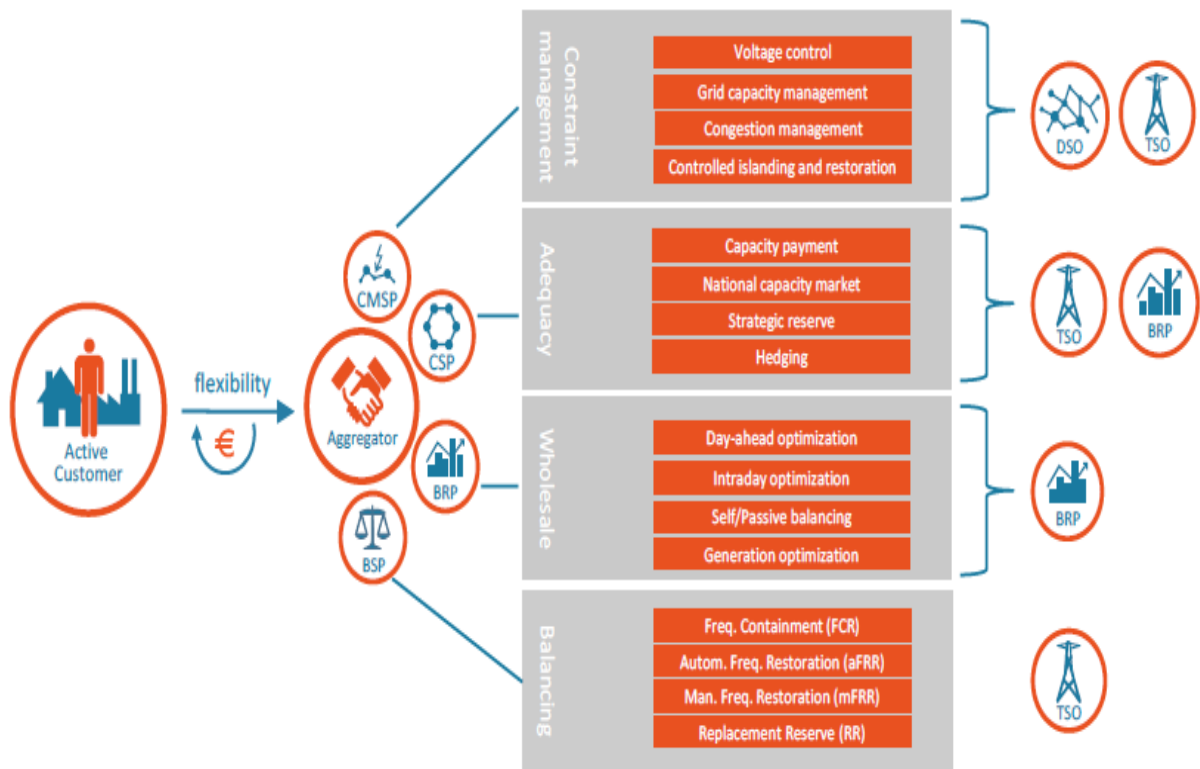 Active
Customer
flexibility
€
Aggregator
CMSP
CSP
BRP
BSP
Constraint
management
Voltage control
Grid capacity management
Congestion management
Controlled islanding and restoration
DSO
TSO
Adequacy
Capacity payment
National capacity market
Strategic reserve
Hedging
TSO
BRP
Wholesale
Day-ahead optimization
Intraday optimization
Self/Passive balancing
Generation optimization
BRP
Balancing
Freq. Containment (FCR)
Autom. Freq. Restoration (aFRR)
Man. Freq. Restoration (mFRR)
Replacement Reserve (RR)
TSO